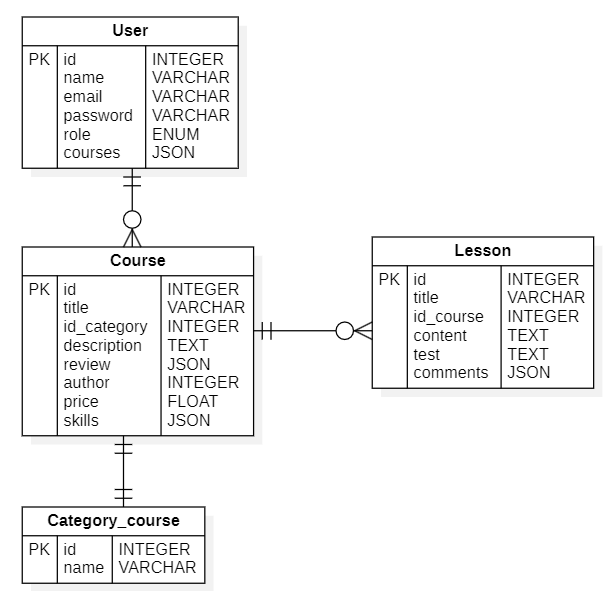 User
PK id INTEGER
name VARCHAR
email VARCHAR
password VARCHAR
role ENUM
courses JSON
Course
PK id INTEGER
title VARCHAR
id_category INTEGER
description TEXT
review JSON
author INTEGER
price FLOAT
skills JSON
Lesson
PK id INTEGER
title VARCHAR
id_course INTEGER
content TEXT
test TEXT
comments JSON
Category_course
PK id INTEGER
name VARCHAR